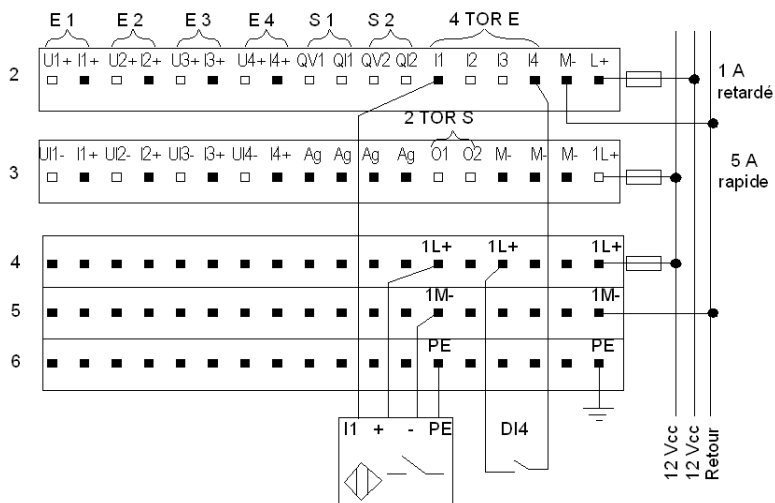 E 1 E 2 E 3 E 4 S 1 S 2 4 TOR E
2 U1+ I1+ U2+ I2+ U3+ I3+ U4+ I4+ QV1 QI1 QV2 QI2 I1 I2 I3 I4 M- L+ 1 A
retardé
2 TOR S
3 UI1- I1+ UI2- I2+ UI3- I3+ UI4- I4+ Ag Ag Ag Ag O1 O2 M- M- M- 1L+ 5 A
rapide
4 1L+ 1L+ 1L+
5 1M- 1M-
6 PE PE
I1 + - PE DI4
12 Vcc
12 Vcc
Retour